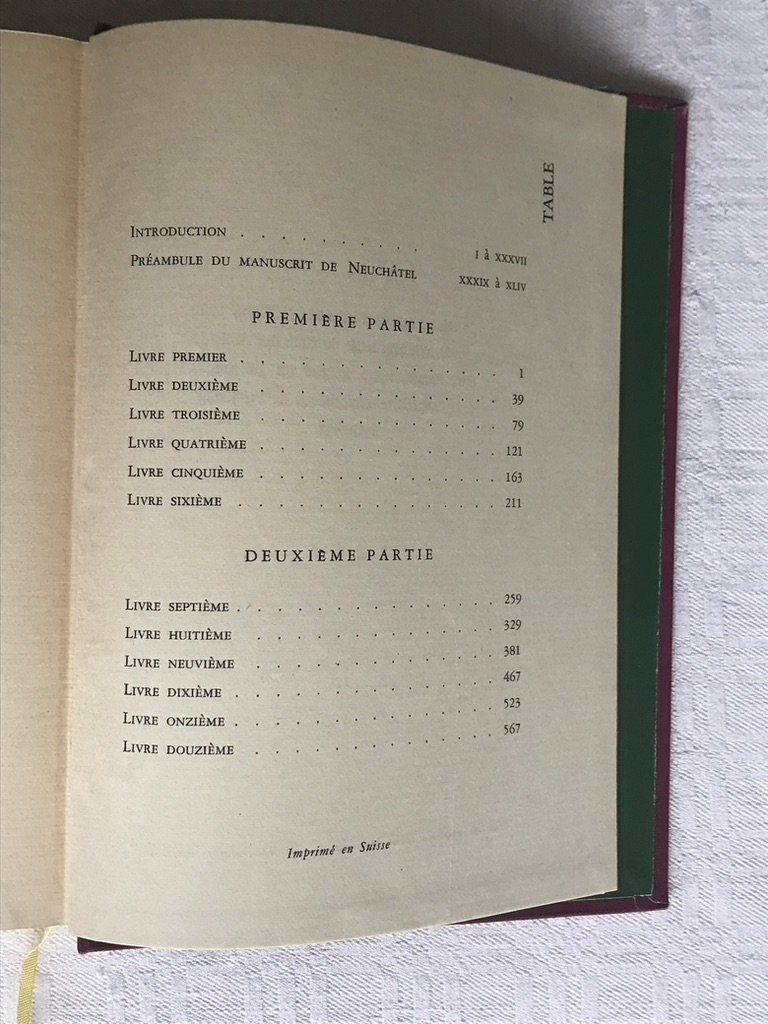 TABLE
INTRODUCTION . . . . . . . . . . I à XXXVII
PRÉAMBULE DU MANUSCRIT DE NEUCHÂTEL XXXIX à XLIV
PREMIÈRE PARTIE
LIVRE PREMIER . . . . . . . . . . . . . . 1
LIVRE DEUXIÈME . . . . . . . . . . . . . 39
LIVRE TROISIÈME . . . . . . . . . . . . . 79
LIVRE QUATRIÈME . . . . . . . . . . . . . 121
LIVRE CINQUIÈME . . . . . . . . . . . . . 163
LIVRE SIXIÈME . . . . . . . . . . . . . . 211
DEUXIÈME PARTIE
LIVRE SEPTIÈME . . . . . . . . . . . . . . 259
LIVRE HUITIÈME . . . . . . . . . . . . . 329
LIVRE NEUVIÈME . . . . . . . . . . . . . 381
LIVRE DIXIÈME . . . . . . . . . . . . . . 467
LIVRE ONZIÈME . . . . . . . . . . . . . . 523
LIVRE DOUZIÈME . . . . . . . . . . . . . 567
Imprimé en Suisse